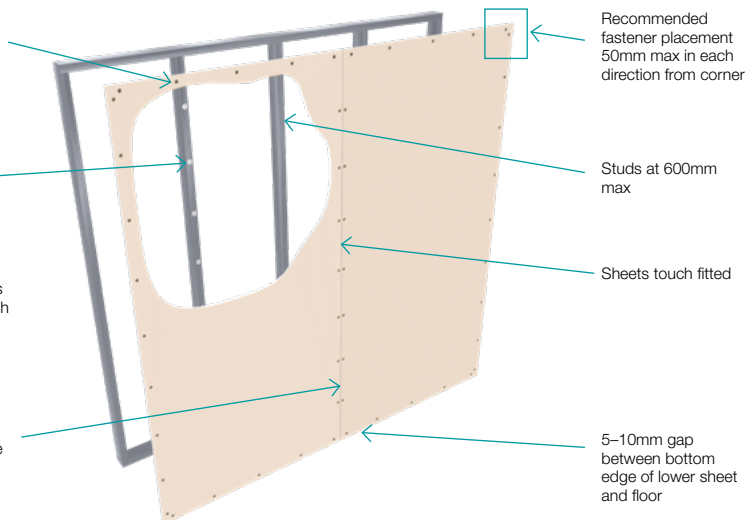 Recommended
fastener placement
50mm max in each
direction from corner
Studs at 600mm
max
Sheets touch fitted
5–10mm gap
between bottom
edge of lower sheet
and floor